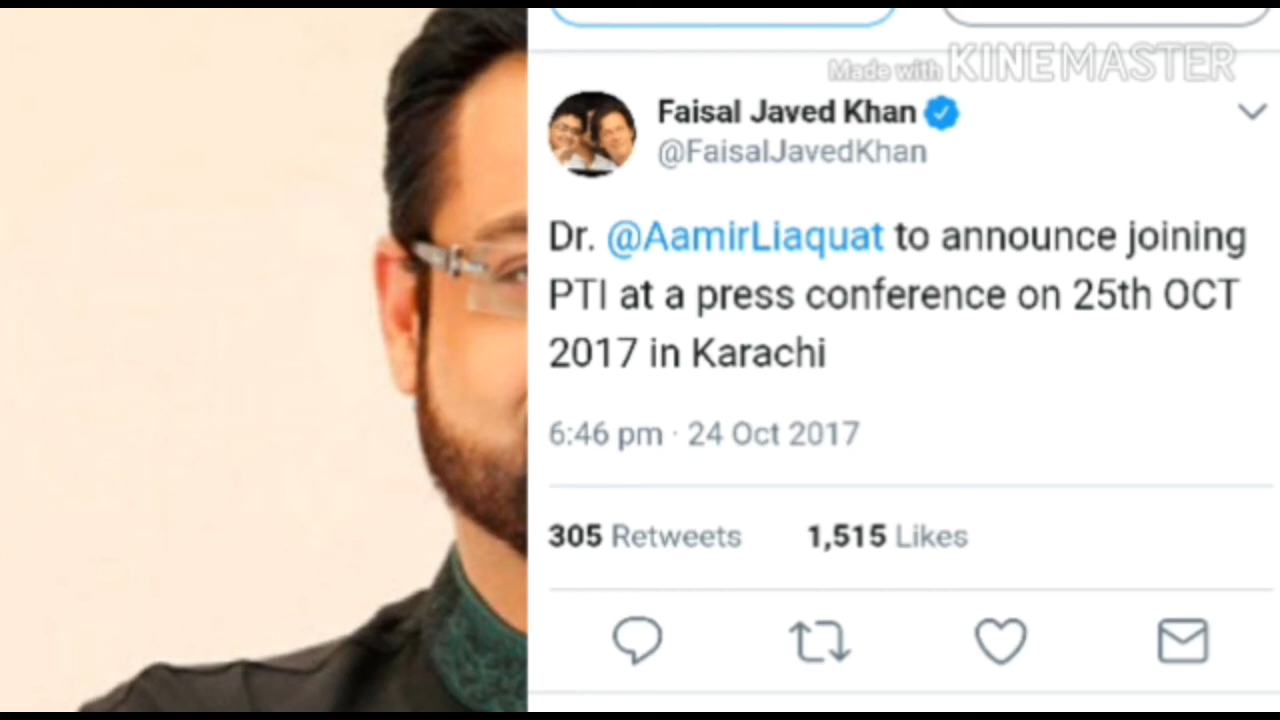 Made with KINEMASTER
Faisal Javed Khan
@FaisalJavedKhan
Dr. @AamirLiaquat to announce joining
PTI at a press conference on 25th OCT
2017 in Karachi
6:46 pm · 24 Oct 2017
305 Retweets 1,515 Likes